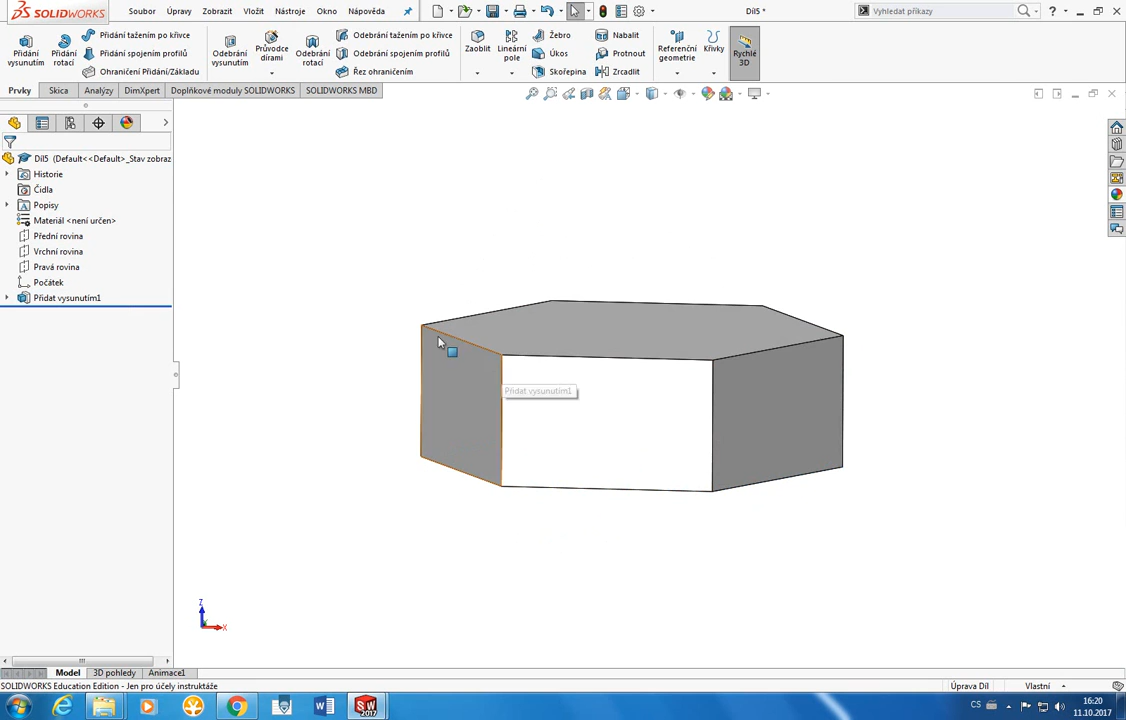 SOLIDWORKS
Soubor
Úpravy
Zobrazit
Vložit
Nástroje
Okno
Nápověda
Díl5 *
Vyhledat příkazy
Přidání vysunutím
Přidání rotací
Přidání tažením po křivce
Přidání spojením profilů
Ohraničení Přidání/Základu
Odebrání vysunutím
Průvodce dírami
Odebrání rotací
Odebrání tažením po křivce
Odebrání spojením profilů
Řez ohraničením
Zaoblit
Lineární pole
Žebro
Úkos
Skořepina
Nabalit
Protnout
Zrcadlit
Referenční geometrie
Křivky
Rychlé 3D
Prvky
Skica
Analýzy
DimXpert
Doplňkové moduly SOLIDWORKS
SOLIDWORKS MBD
Díl5 (Default<<Default>_Stav zobraz
Historie
Čidla
Popisy
Materiál <není určen>
Přední rovina
Vrchní rovina
Pravá rovina
Počátek
Přidat vysunutím1
Přidat vysunutím1
Z
X
Model
3D pohledy
Animace1
SOLIDWORKS Education Edition - Jen pro účely instruktáže
Úprava Díl
Vlastní
CS
16:20
11.10.2017